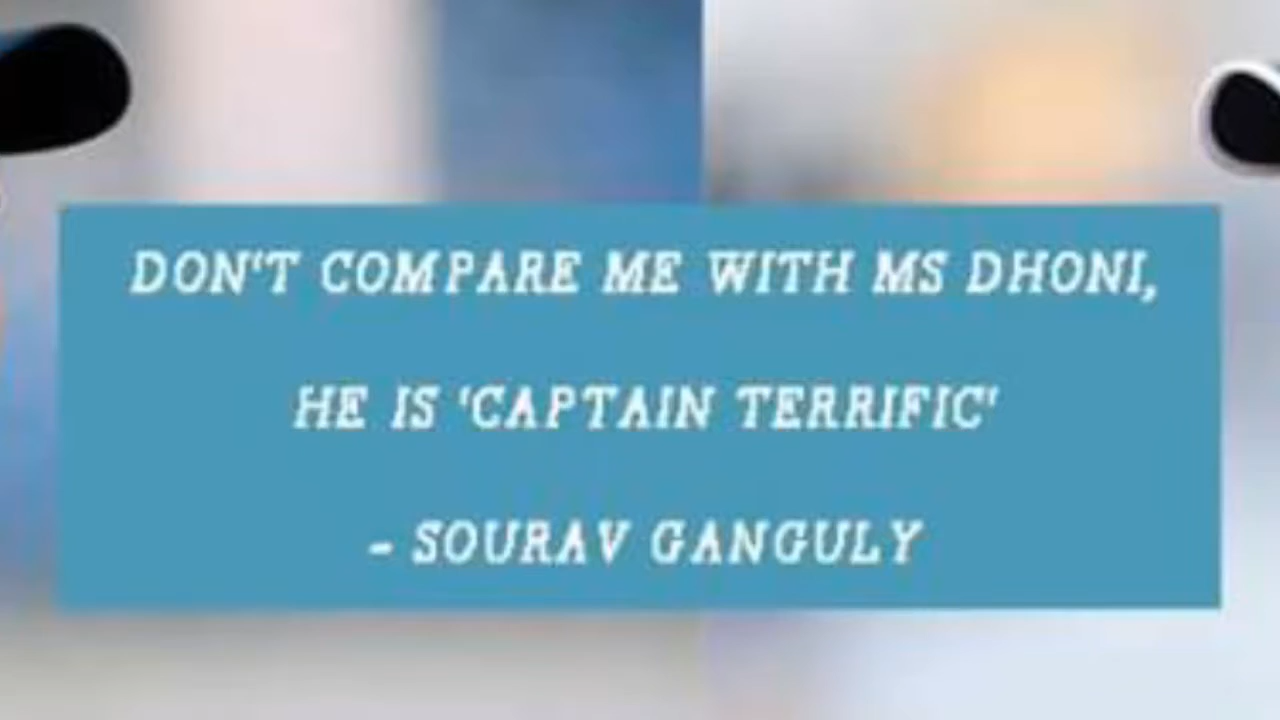 DON'T COMPARE ME WITH MS DHONI,
HE IS 'CAPTAIN TERRIFIC'
- SOURAV GANGULY